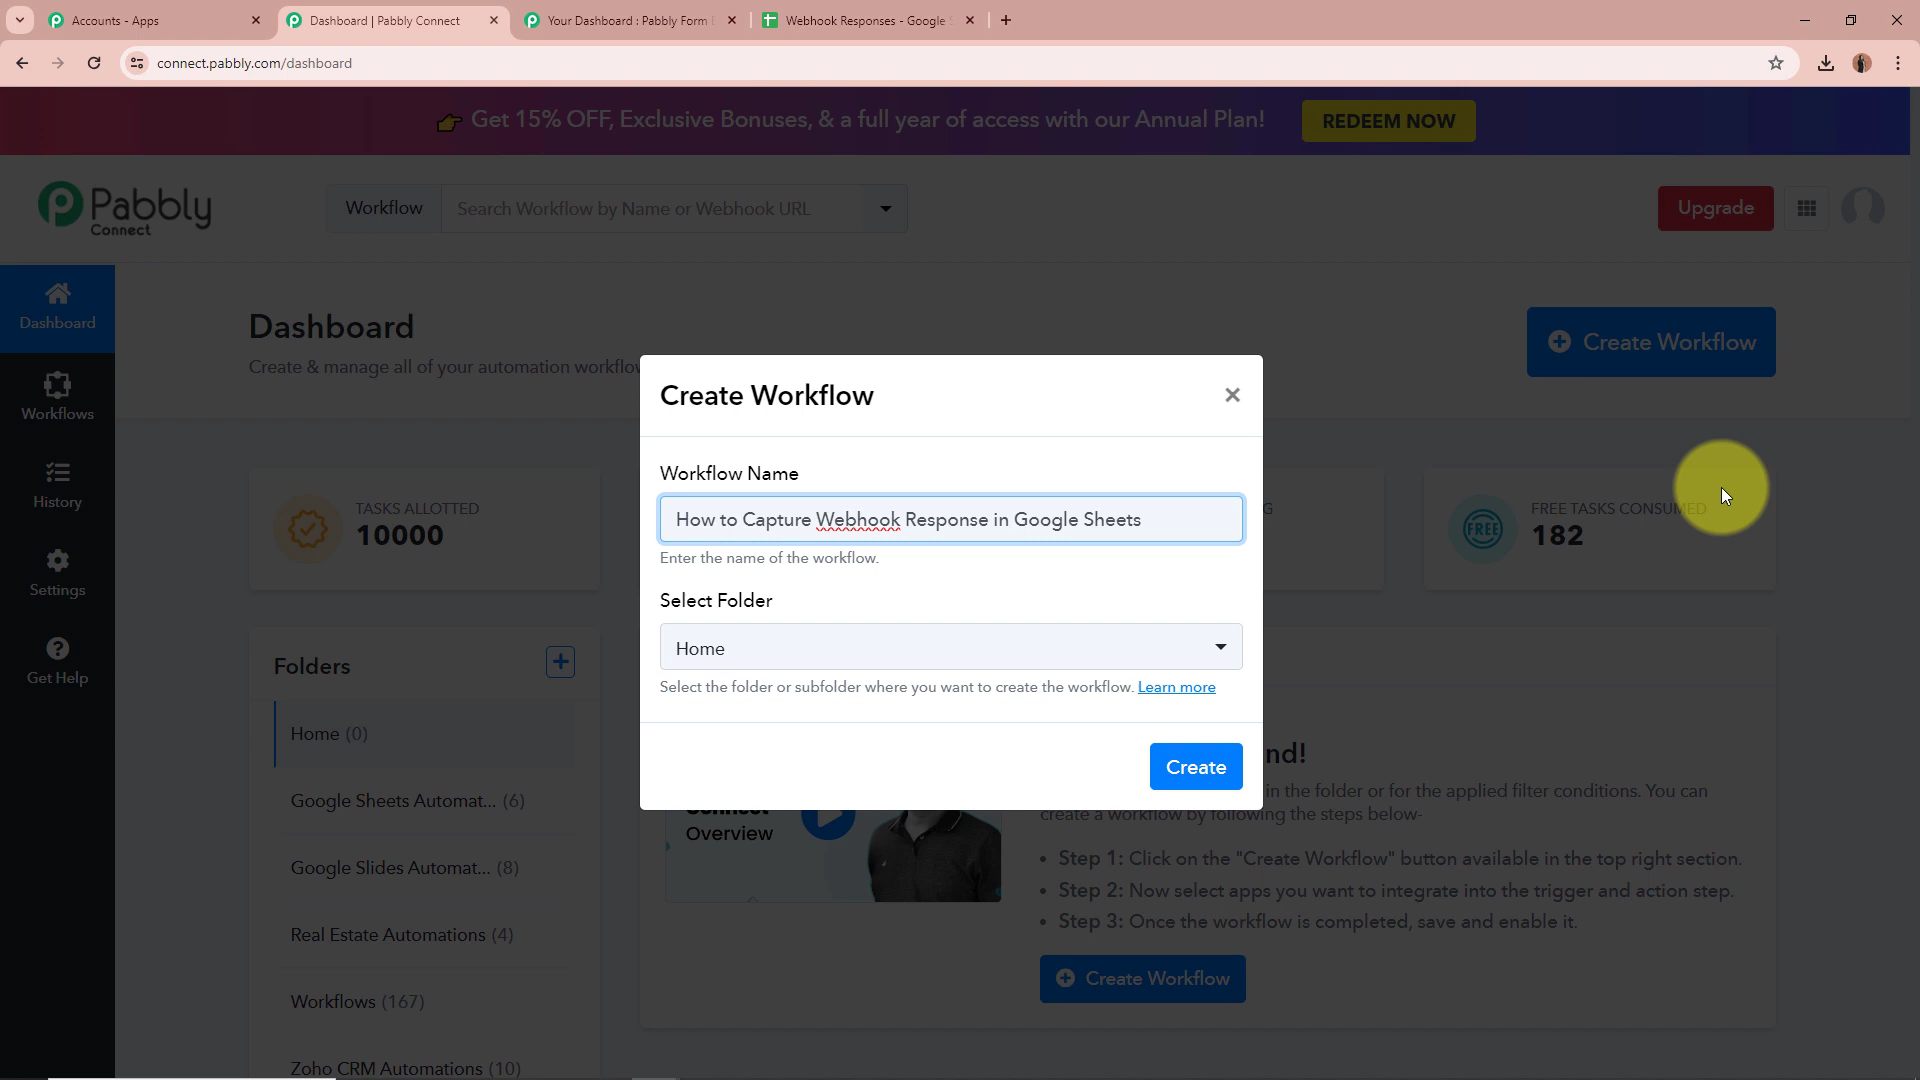 Accounts - Apps
Dashboard | Pabbly Connect
Your Dashboard : Pabbly Form
Webhook Responses - Google
connect.pabbly.com/dashboard
Get 15% OFF, Exclusive Bonuses, & a full year of access with our Annual Plan!
REDEEM NOW
Pabbly
Connect
Workflow
Search Workflow by Name or Webhook URL
Upgrade
Dashboard
Workflows
History
Settings
Get Help
Dashboard
Create & manage all of your automation workflo
Create Workflow
TASKS ALLOTTED
10000
G
FREE TASKS CONSUMED
FREE
182
Folders
Home (0)
Google Sheets Automat... (6)
Google Slides Automat... (8)
Real Estate Automations (4)
Workflows (167)
Zoho CRM Automations (10)
Create Workflow
Workflow Name
How to Capture Webhook Response in Google Sheets
Enter the name of the workflow.
Select Folder
Home
Select the folder or subfolder where you want to create the workflow. Learn more
Create
Connect
Overview
nd!
in the folder or for the applied filter conditions. You can
create a workflow by following the steps below-
Step 1: Click on the "Create Workflow" button available in the top right section.
Step 2: Now select apps you want to integrate into the trigger and action step.
Step 3: Once the workflow is completed, save and enable it.
Create Workflow